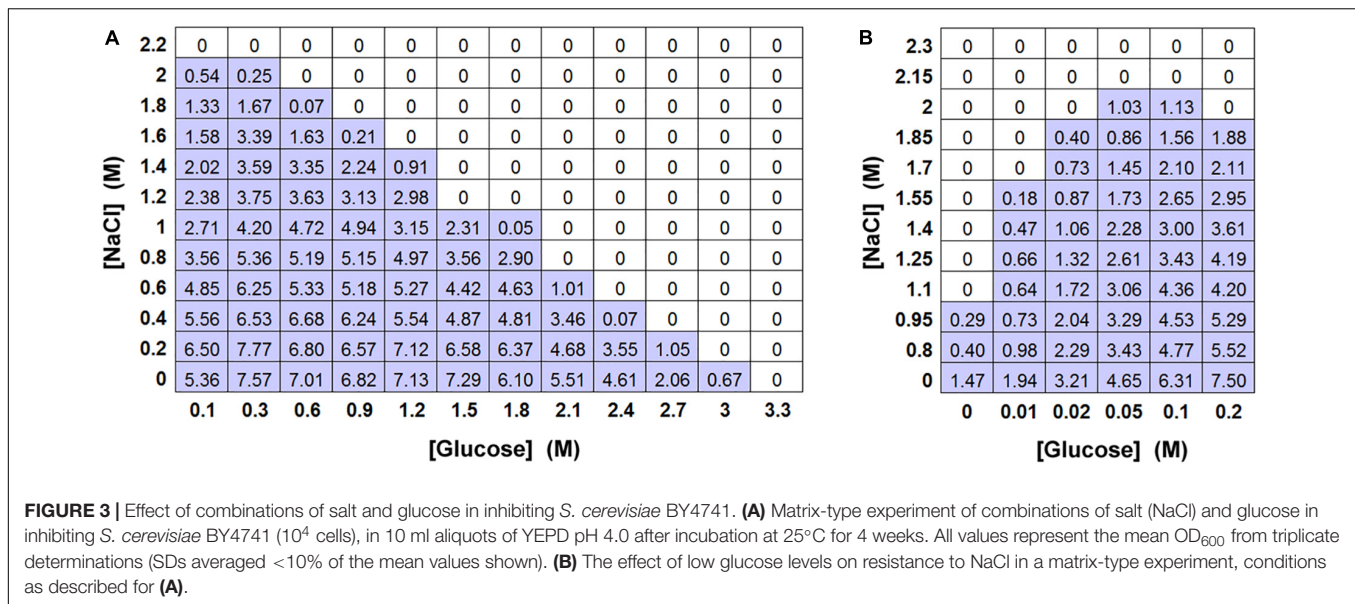 A
2.2 0 0 0 0 0 0 0 0 0 0 0 0
2 0.54 0.25 0 0 0 0 0 0 0 0 0 0
1.8 1.33 1.67 0.07 0 0 0 0 0 0 0 0 0
1.6 1.58 3.39 1.63 0.21 0 0 0 0 0 0 0 0
1.4 2.02 3.59 3.35 2.24 0.91 0 0 0 0 0 0 0
1.2 2.38 3.75 3.63 3.13 2.98 0 0 0 0 0 0 0
1 2.71 4.20 4.72 4.94 3.15 2.31 0.05 0 0 0 0 0
0.8 3.56 5.36 5.19 5.15 4.97 3.56 2.90 0 0 0 0 0
0.6 4.85 6.25 5.33 5.18 5.27 4.42 4.63 1.01 0 0 0 0
0.4 5.56 6.53 6.68 6.24 5.54 4.87 4.81 3.46 0.07 0 0 0
0.2 6.50 7.77 6.80 6.57 7.12 6.58 6.37 4.68 3.55 1.05 0 0
0 5.36 7.57 7.01 6.82 7.13 7.29 6.10 5.51 4.61 2.06 0.67 0
0.1 0.3 0.6 0.9 1.2 1.5 1.8 2.1 2.4 2.7 3 3.3
[NaCl] (M)
[Glucose] (M)
B
2.3 0 0 0 0 0 0
2.15 0 0 0 0 0 0
2 0 0 0 1.03 1.13 0
1.85 0 0 0.40 0.86 1.56 1.88
1.7 0 0 0.73 1.45 2.10 2.11
1.55 0 0.18 0.87 1.73 2.65 2.95
1.4 0 0.47 1.06 2.28 3.00 3.61
1.25 0 0.66 1.32 2.61 3.43 4.19
1.1 0 0.64 1.72 3.06 4.36 4.20
0.95 0.29 0.73 2.04 3.29 4.53 5.29
0.8 0.40 0.98 2.29 3.43 4.77 5.52
0 1.47 1.94 3.21 4.65 6.31 7.50
0 0.01 0.02 0.05 0.1 0.2
[NaCl] (M)
[Glucose] (M)
FIGURE 3 | Effect of combinations of salt and glucose in inhibiting S. cerevisiae BY4741. (A) Matrix-type experiment of combinations of salt (NaCl) and glucose in
inhibiting S. cerevisiae BY4741 (10⁴ cells), in 10 ml aliquots of YEPD pH 4.0 after incubation at 25°C for 4 weeks. All values represent the mean OD₆₀₀ from triplicate
determinations (SDs averaged <10% of the mean values shown). (B) The effect of low glucose levels on resistance to NaCl in a matrix-type experiment, conditions
as described for (A).